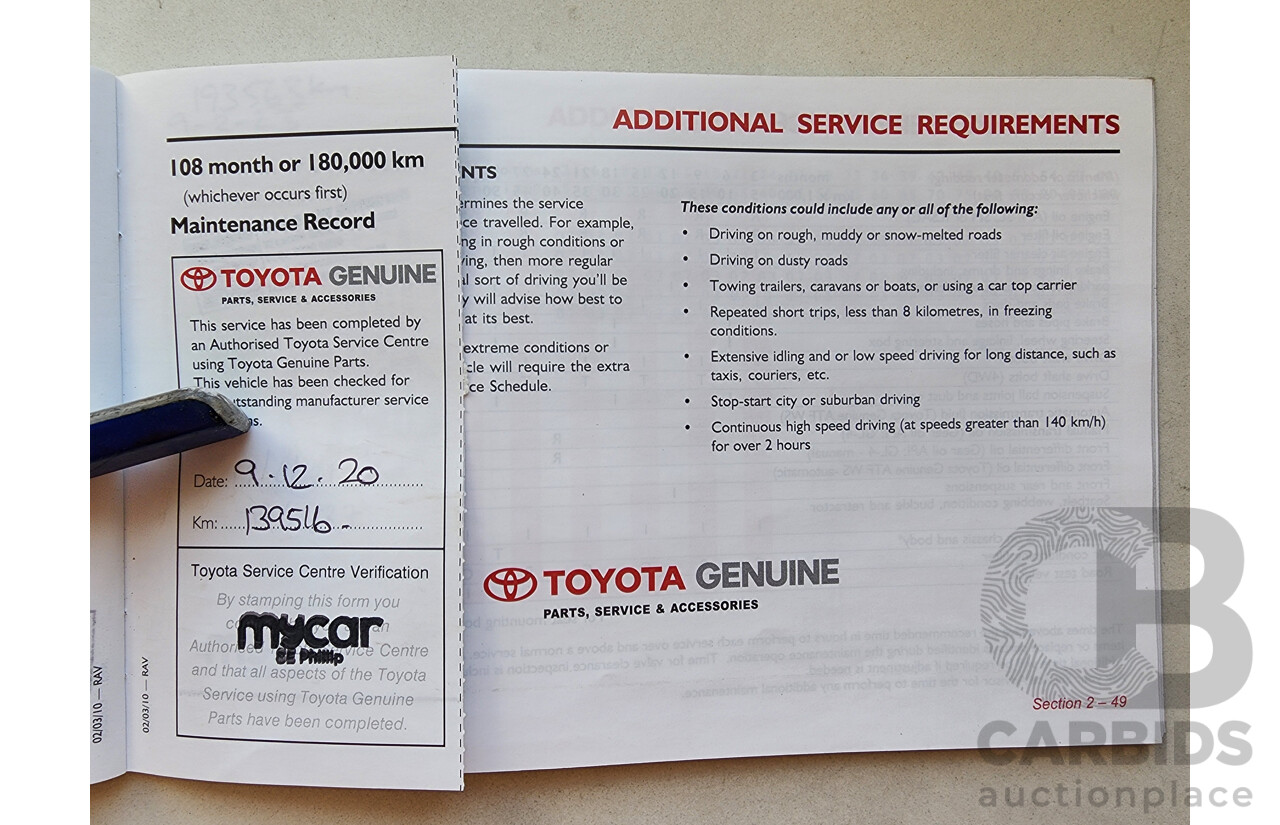 108 month or 180,000 km
(whichever occurs first)
Maintenance Record
TOYOTA GENUINE
PARTS, SERVICE & ACCESSORIES
This service has been completed by
an Authorised Toyota Service Centre
using Toyota Genuine Parts.
This vehicle has been checked for
utstanding manufacturer service
ns.
Date: 9.12.20
Km: 139516
Toyota Service Centre Verification
By stamping this form you
mycar
SE Phillip
Service Centre
and that all aspects of the Toyota
Service using Toyota Genuine
Parts have been completed.
02/03/10 — RAV
02/03/10 — RAV
ADDITIONAL SERVICE REQUIREMENTS
NTS
ermines the service
ce travelled. For example,
ng in rough conditions or
ving, then more regular
al sort of driving you'll be
y will advise how best to
at its best.
extreme conditions or
cle will require the extra
ce Schedule.
These conditions could include any or all of the following:
• Driving on rough, muddy or snow-melted roads
• Driving on dusty roads
• Towing trailers, caravans or boats, or using a car top carrier
• Repeated short trips, less than 8 kilometres, in freezing
conditions.
• Extensive idling and or low speed driving for long distance, such as
taxis, couriers, etc.
• Stop-start city or suburban driving
• Continuous high speed driving (at speeds greater than 140 km/h)
for over 2 hours
TOYOTA GENUINE
PARTS, SERVICE & ACCESSORIES
Section 2 – 49
CB
CARBIDS
auctionplace